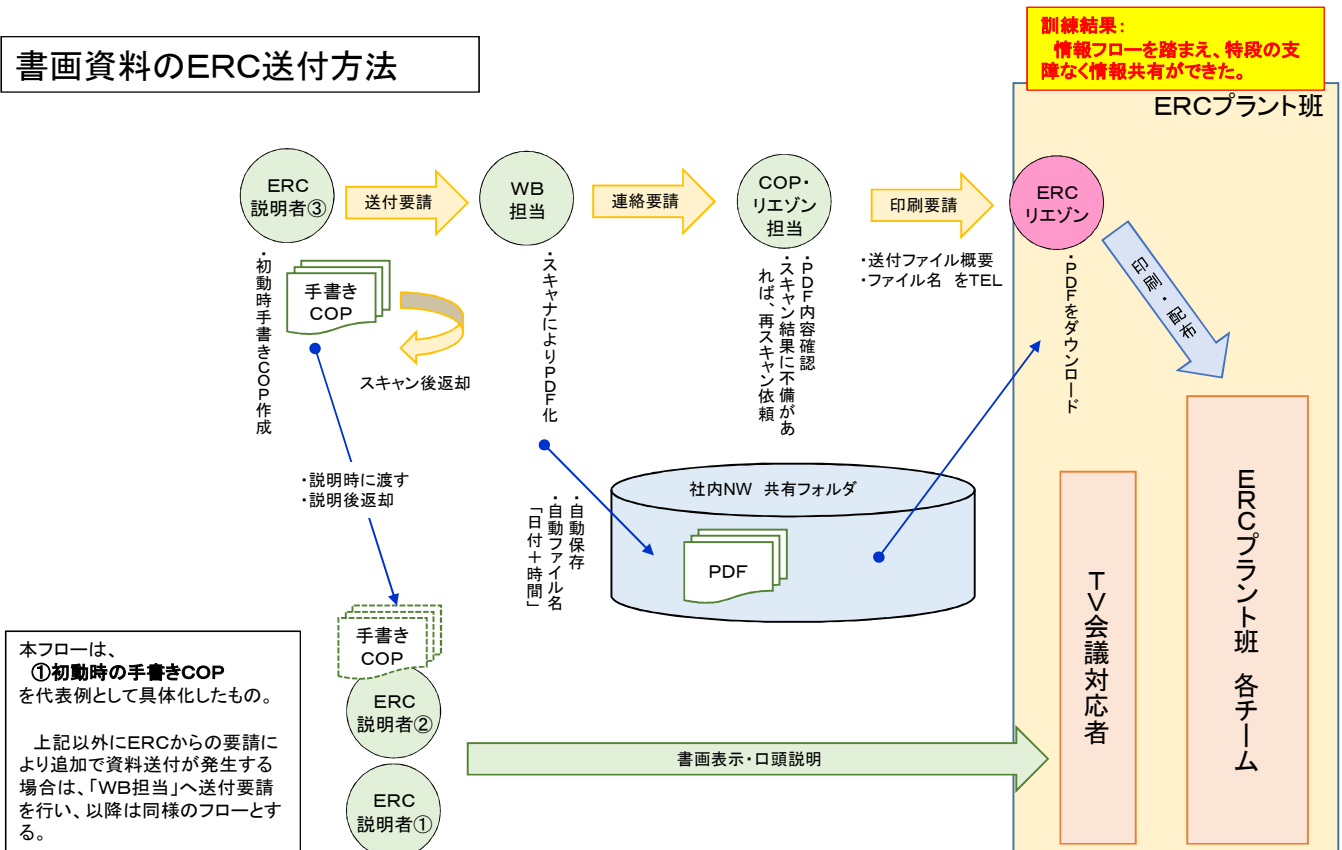 訓練結果：
情報フローを踏まえ、特段の支
障なく情報共有ができた。
書画資料のＥＲＣ送付方法
ＥＲＣプラント班
ＥＲＣ
説明者③
送付要請
ＷＢ
担当
連絡要請
ＣＯＰ・
リエゾン
担当
印刷要請
ＥＲＣ
リエゾン
・初動時手書きＣＯＰ作成
手書き
ＣＯＰ
スキャン後返却
・スキャナによりＰＤＦ化
・ＰＤＦ内容確認
・スキャン結果に不備があ
れば、再スキャン依頼
・送付ファイル概要
・ファイル名　をTEL
・ＰＤＦをダウンロード
印刷・配布
・説明時に渡す
・説明後返却
・自動保存
・自動ファイル名
「日付＋時間」
社内NW　共有フォルダ
ＰＤＦ
手書き
ＣＯＰ
ＥＲＣ
説明者②
ＥＲＣ
説明者①
書画表示・口頭説明
ＴＶ会議対応者
ＥＲＣプラント班　各チーム
本フローは、
①初動時の手書きCOP
を代表例として具体化したもの。
上記以外にＥＲＣからの要請に
より追加で資料送付が発生する
場合は、「ＷＢ担当」へ送付要請
を行い、以降は同様のフローとす
る。